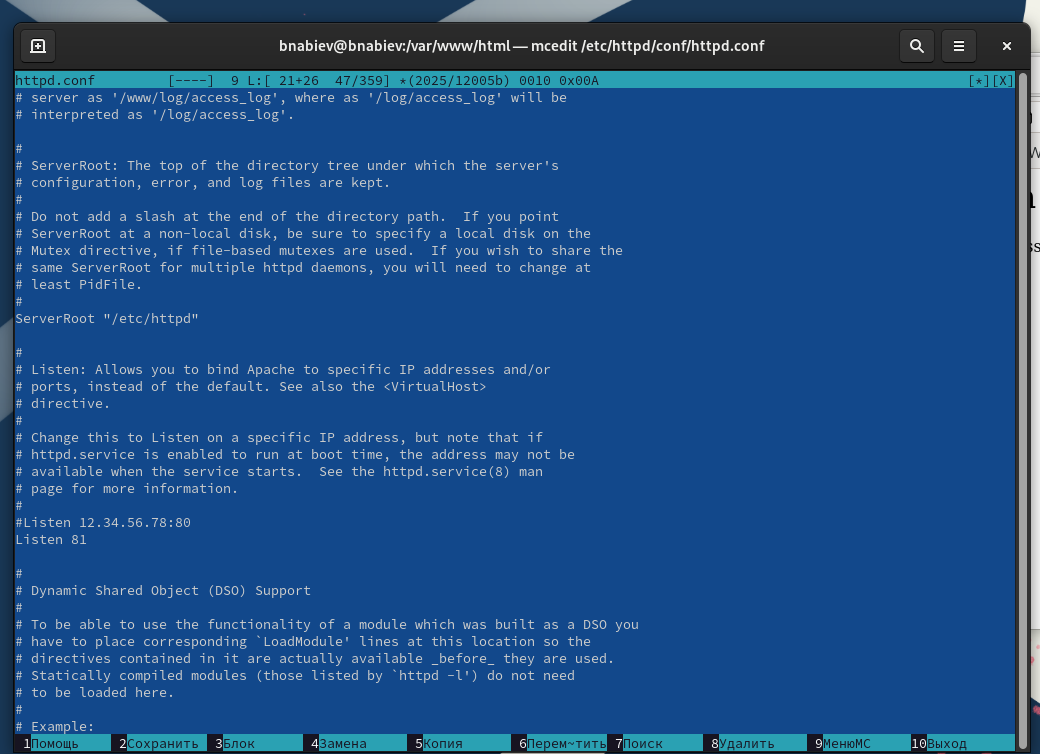 bnabiev@bnabiev:/var/www/html — mcedit /etc/httpd/conf/httpd.conf
httpd.conf         [----]  9 L:[ 21+26  47/359] *(2025/12005b) 0010 0x00A                                              [*][X]
# server as '/www/log/access_log', where as '/log/access_log' will be
# interpreted as '/log/access_log'.

#
# ServerRoot: The top of the directory tree under which the server's
# configuration, error, and log files are kept.
#
# Do not add a slash at the end of the directory path.  If you point
# ServerRoot at a non-local disk, be sure to specify a local disk on the
# Mutex directive, if file-based mutexes are used.  If you wish to share the
# same ServerRoot for multiple httpd daemons, you will need to change at
# least PidFile.
#
ServerRoot "/etc/httpd"

#
# Listen: Allows you to bind Apache to specific IP addresses and/or
# ports, instead of the default. See also the <VirtualHost>
# directive.
#
# Change this to Listen on a specific IP address, but note that if
# httpd.service is enabled to run at boot time, the address may not be
# available when the service starts.  See the httpd.service(8) man
# page for more information.
#
#Listen 12.34.56.78:80
Listen 81

#
# Dynamic Shared Object (DSO) Support
#
# To be able to use the functionality of a module which was built as a DSO you
# have to place corresponding `LoadModule' lines at this location so the
# directives contained in it are actually available _before_ they are used.
# Statically compiled modules (those listed by `httpd -l') do not need
# to be loaded here.
#
# Example:
1Помощь 2Сохранить 3Блок 4Замена 5Копия 6Перем~тить 7Поиск 8Удалить 9МенюMC 10Выход